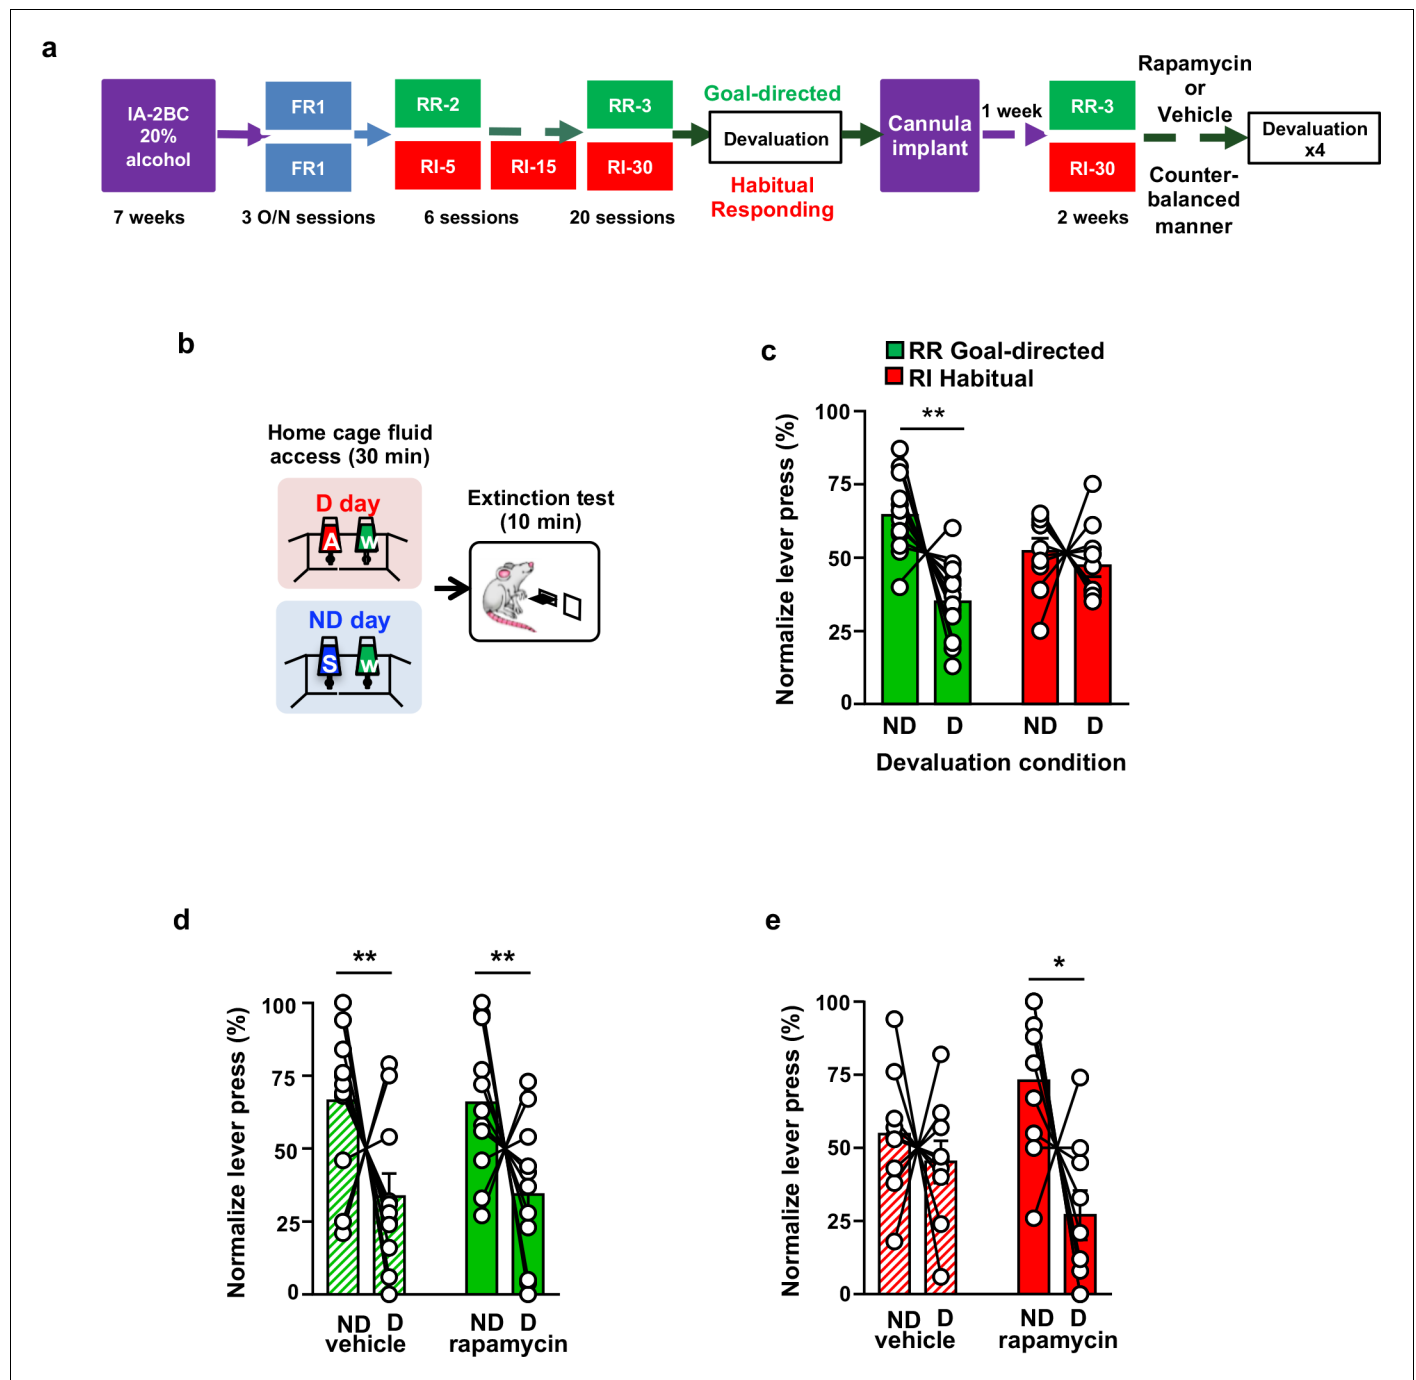 a
IA-2BC
20%
alcohol
7 weeks
FR1
FR1
3 O/N sessions
RR-2
RI-5
RI-15
6 sessions
RR-3
RI-30
20 sessions
Goal-directed
Devaluation
Habitual
Responding
Cannula
implant
1 week
RR-3
RI-30
2 weeks
Rapamycin
or
Vehicle
Counter-
balanced
manner
Devaluation
x4
b
Home cage fluid
access (30 min)
D day
A W
ND day
S W
Extinction test
(10 min)
c
RR Goal-directed
RI Habitual
Normalize lever press (%)
100
75
50
25
0
**
ND D ND D
Devaluation condition
d
Normalize lever press (%)
100
75
50
25
0
** **
ND D ND D
vehicle rapamycin
e
Normalize lever press (%)
100
75
50
25
0
*
ND D ND D
vehicle rapamycin